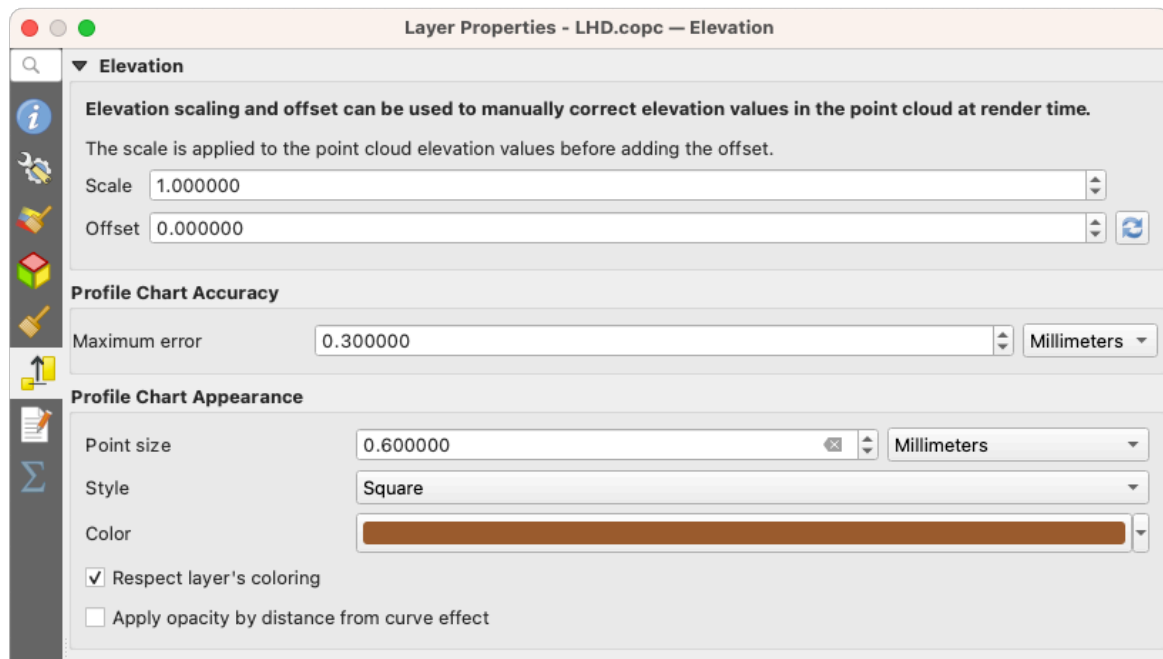 Layer Properties - LHD.copc — Elevation
Elevation
Elevation scaling and offset can be used to manually correct elevation values in the point cloud at render time.
The scale is applied to the point cloud elevation values before adding the offset.
Scale 1.000000
Offset 0.000000
Profile Chart Accuracy
Maximum error 0.300000 Millimeters
Profile Chart Appearance
Point size 0.600000 Millimeters
Style Square
Color
Respect layer's coloring
Apply opacity by distance from curve effect